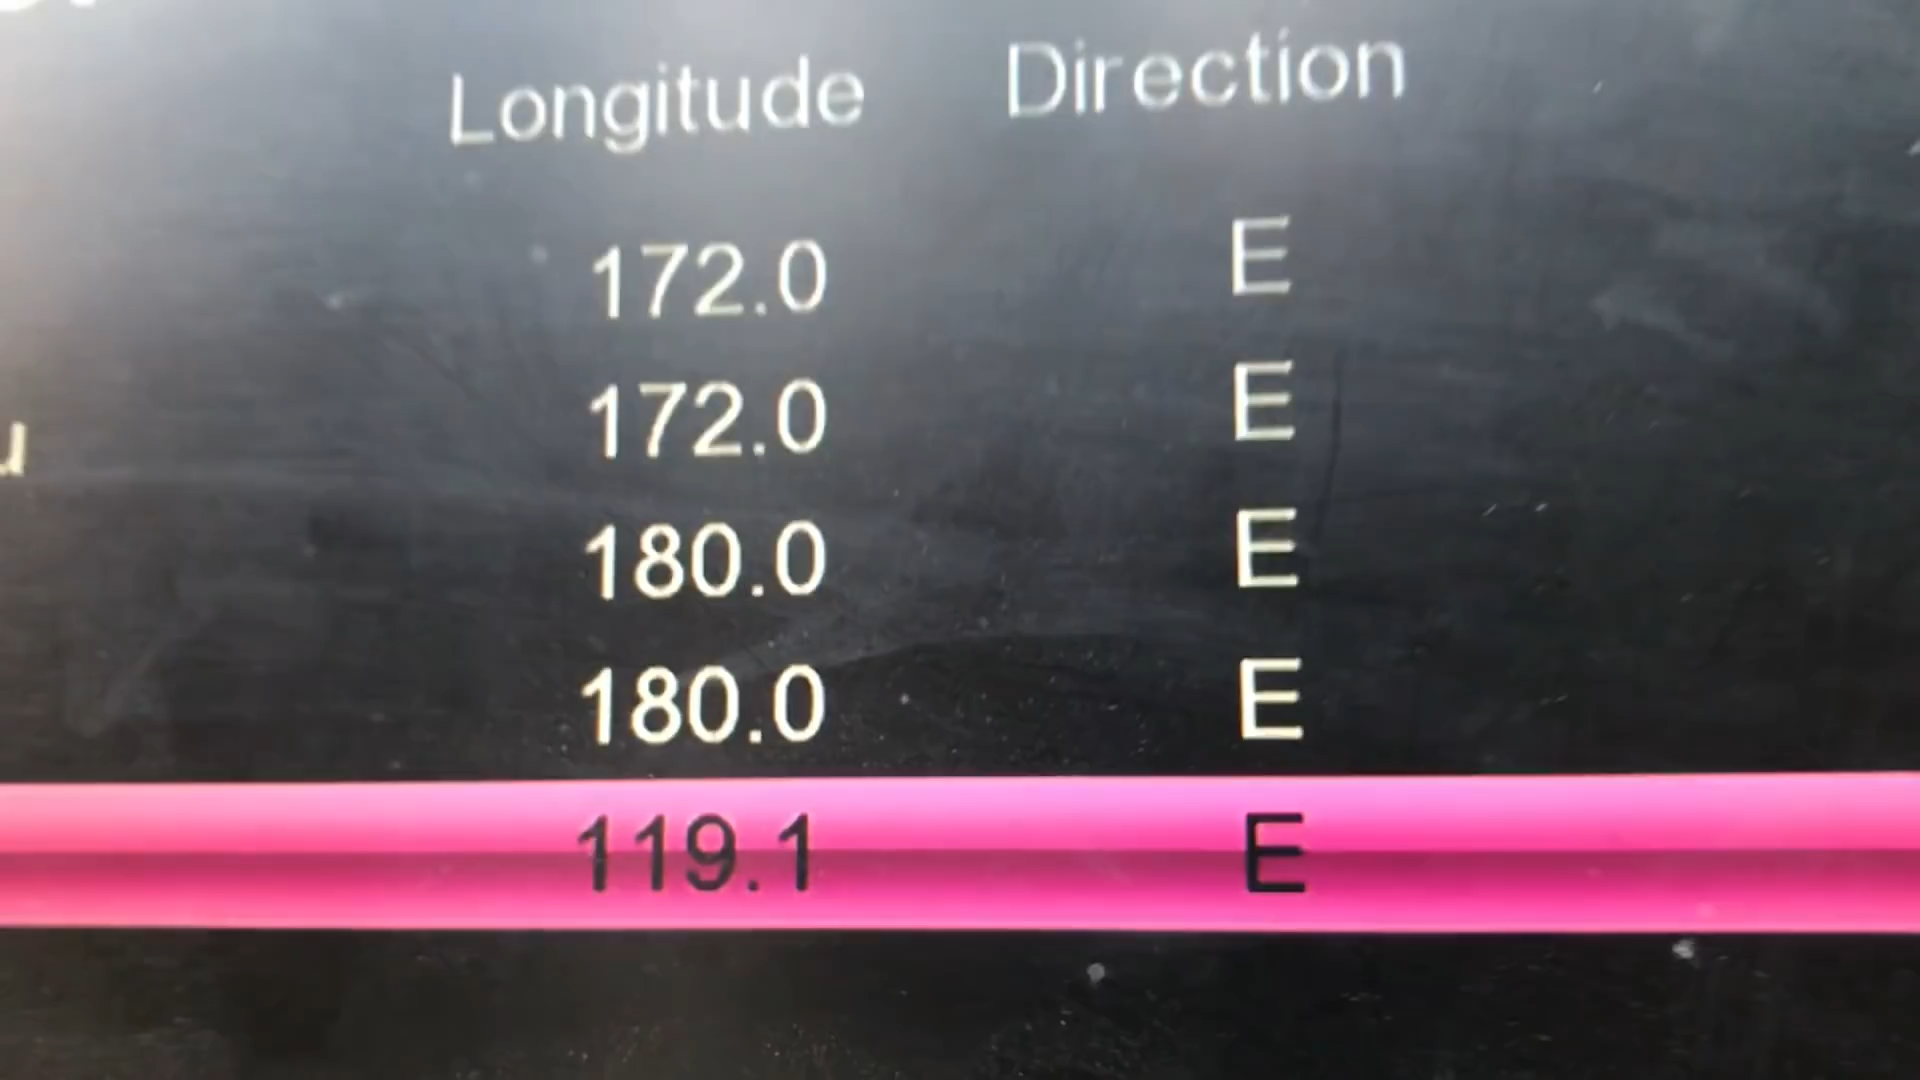 Longitude Direction
172.0 E
172.0 E
180.0 E
180.0 E
119.1 E